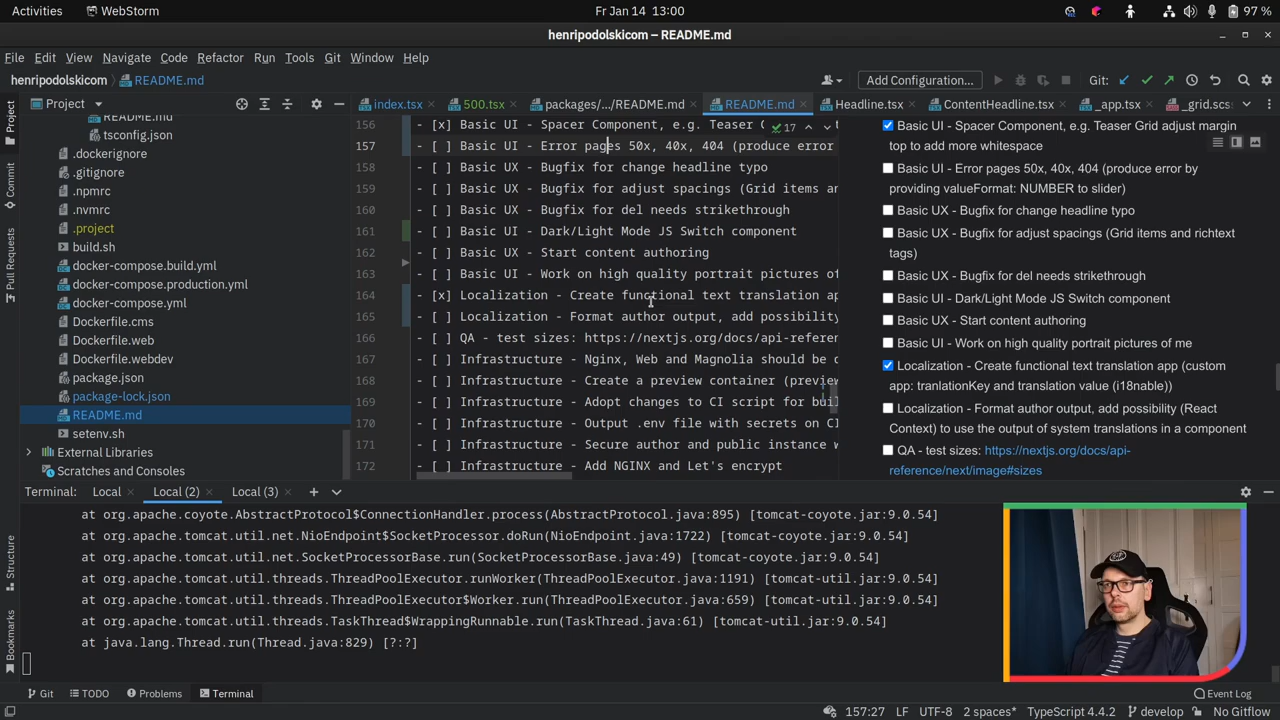 Activities WebStorm Fr Jan 14 13:00 97 %
henripodolskicom – README.md
File Edit View Navigate Code Refactor Run Tools Git Window Help
henripodolskicom README.md Add Configuration... Git:
Project
index.tsx 500.tsx packages/.../README.md README.md Headline.tsx ContentHeadline.tsx _app.tsx _grid.scs
README.md
tsconfig.json
.dockerignore
.gitignore
.npmrc
.nvmrc
.project
build.sh
docker-compose.build.yml
docker-compose.production.yml
docker-compose.yml
Dockerfile.cms
Dockerfile.web
Dockerfile.webdev
package.json
package-lock.json
README.md
setenv.sh
External Libraries
Scratches and Consoles
17
156 - [x] Basic UI - Spacer Component, e.g. Teaser
157 - [ ] Basic UI - Error pages 50x, 40x, 404 (produce error
158 - [ ] Basic UX - Bugfix for change headline typo
159 - [ ] Basic UX - Bugfix for adjust spacings (Grid items an
160 - [ ] Basic UX - Bugfix for del needs strikethrough
161 - [ ] Basic UI - Dark/Light Mode JS Switch component
162 - [ ] Basic UX - Start content authoring
163 - [ ] Basic UI - Work on high quality portrait pictures of
164 - [x] Localization - Create functional text translation ap
165 - [ ] Localization - Format author output, add possibility
166 - [ ] QA - test sizes: https://nextjs.org/docs/api-referen
167 - [ ] Infrastructure - Nginx, Web and Magnolia should be
168 - [ ] Infrastructure - Create a preview container (previe
169 - [ ] Infrastructure - Adopt changes to CI script for buil
170 - [ ] Infrastructure - Output .env file with secrets on CI
171 - [ ] Infrastructure - Secure author and public instance w
172 - [ ] Infrastructure - Add NGINX and Let's encrypt
Basic UI - Spacer Component, e.g. Teaser Grid adjust margin
top to add more whitespace
Basic UI - Error pages 50x, 40x, 404 (produce error by
providing valueFormat: NUMBER to slider)
Basic UX - Bugfix for change headline typo
Basic UX - Bugfix for adjust spacings (Grid items and richtext
tags)
Basic UX - Bugfix for del needs strikethrough
Basic UI - Dark/Light Mode JS Switch component
Basic UX - Start content authoring
Basic UI - Work on high quality portrait pictures of me
Localization - Create functional text translation app (custom
app: tranlationKey and translation value (i18nable))
Localization - Format author output, add possibility (React
Context) to use the output of system translations in a component
QA - test sizes: https://nextjs.org/docs/api-
reference/next/image#sizes
Project
Commit
Pull Requests
Structure
Bookmarks
Terminal: Local Local (2) Local (3)
at org.apache.coyote.AbstractProtocol$ConnectionHandler.process(AbstractProtocol.java:895) [tomcat-coyote.jar:9.0.54]
at org.apache.tomcat.util.net.NioEndpoint$SocketProcessor.doRun(NioEndpoint.java:1722) [tomcat-coyote.jar:9.0.54]
at org.apache.tomcat.util.net.SocketProcessorBase.run(SocketProcessorBase.java:49) [tomcat-coyote.jar:9.0.54]
at org.apache.tomcat.util.threads.ThreadPoolExecutor.runWorker(ThreadPoolExecutor.java:1191) [tomcat-util.jar:9.0.54]
at org.apache.tomcat.util.threads.ThreadPoolExecutor$Worker.run(ThreadPoolExecutor.java:659) [tomcat-util.jar:9.0.54]
at org.apache.tomcat.util.threads.TaskThread$WrappingRunnable.run(TaskThread.java:61) [tomcat-util.jar:9.0.54]
at java.lang.Thread.run(Thread.java:829) [?:?]
Git TODO Problems Terminal Event Log
157:27 LF UTF-8 2 spaces* TypeScript 4.4.2 develop No Gitflow